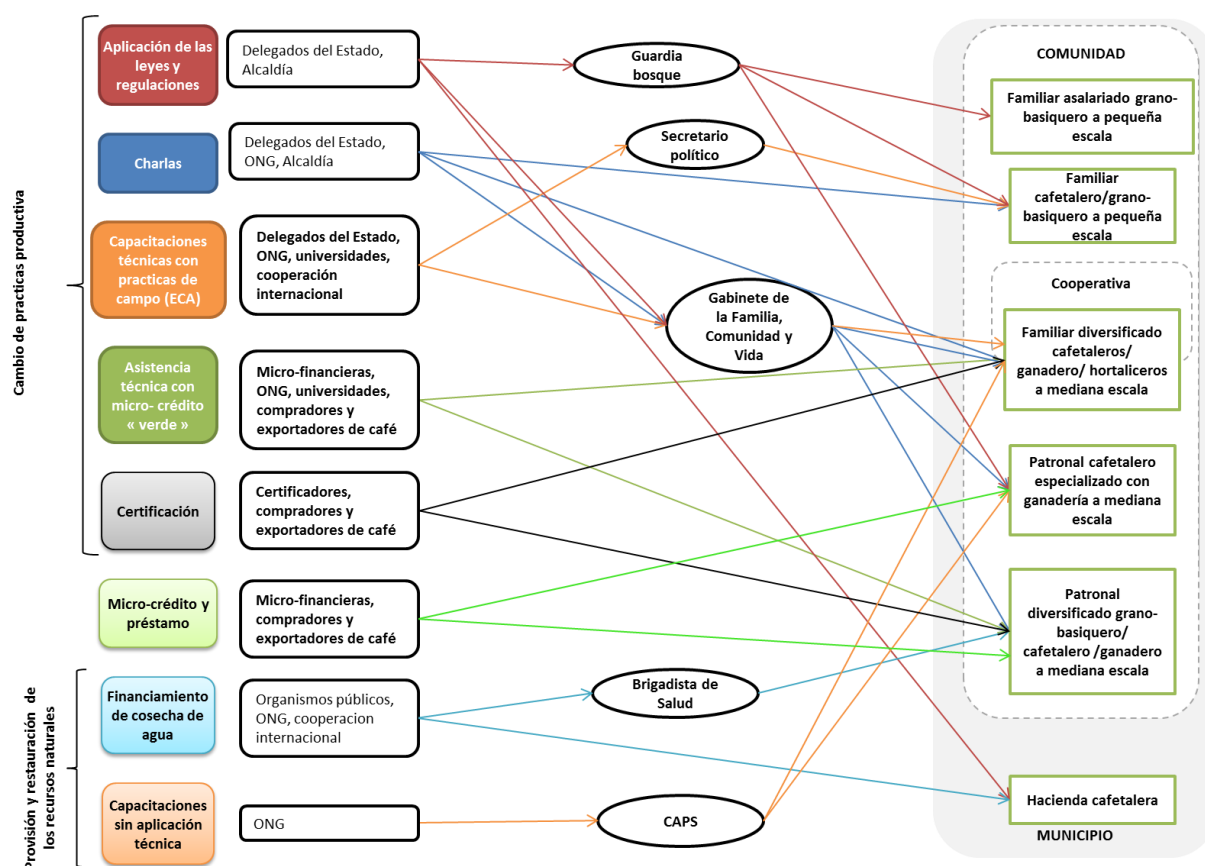 Cambio de practicas productiva
Provisión y restauración de
los recursos naturales
Aplicación de las
leyes y
regulaciones
Delegados del Estado,
Alcaldía
Charlas
Delegados del Estado,
ONG, Alcaldía
Capacitaciones
técnicas con
practicas de
campo (ECA)
Delegados del Estado,
ONG, universidades,
cooperación
internacional
Asistencia
técnica con
micro- crédito
« verde »
Micro-financieras,
ONG, universidades,
compradores y
exportadores de café
Certificación
Certificadores,
compradores y
exportadores de café
Micro-crédito y
préstamo
Micro-financieras,
compradores y
exportadores de café
Financiamiento
de cosecha de
agua
Organismos públicos,
ONG, cooperacion
internacional
Capacitaciones
sin aplicación
técnica
ONG
Guardia
bosque
Secretario
político
Gabinete de
la Familia,
Comunidad y
Vida
Brigadista de
Salud
CAPS
COMUNIDAD
Familiar asalariado grano-
basiquero a pequeña
escala
Familiar
cafetalero/grano-
basiquero a pequeña
escala
Cooperativa
Familiar diversificado
cafetaleros/
ganadero/ hortaliceros
a mediana escala
Patronal cafetalero
especializado con
ganadería a mediana
escala
Patronal
diversificado grano-
basiquero/
cafetalero /ganadero
a mediana escala
Hacienda cafetalera
MUNICIPIO